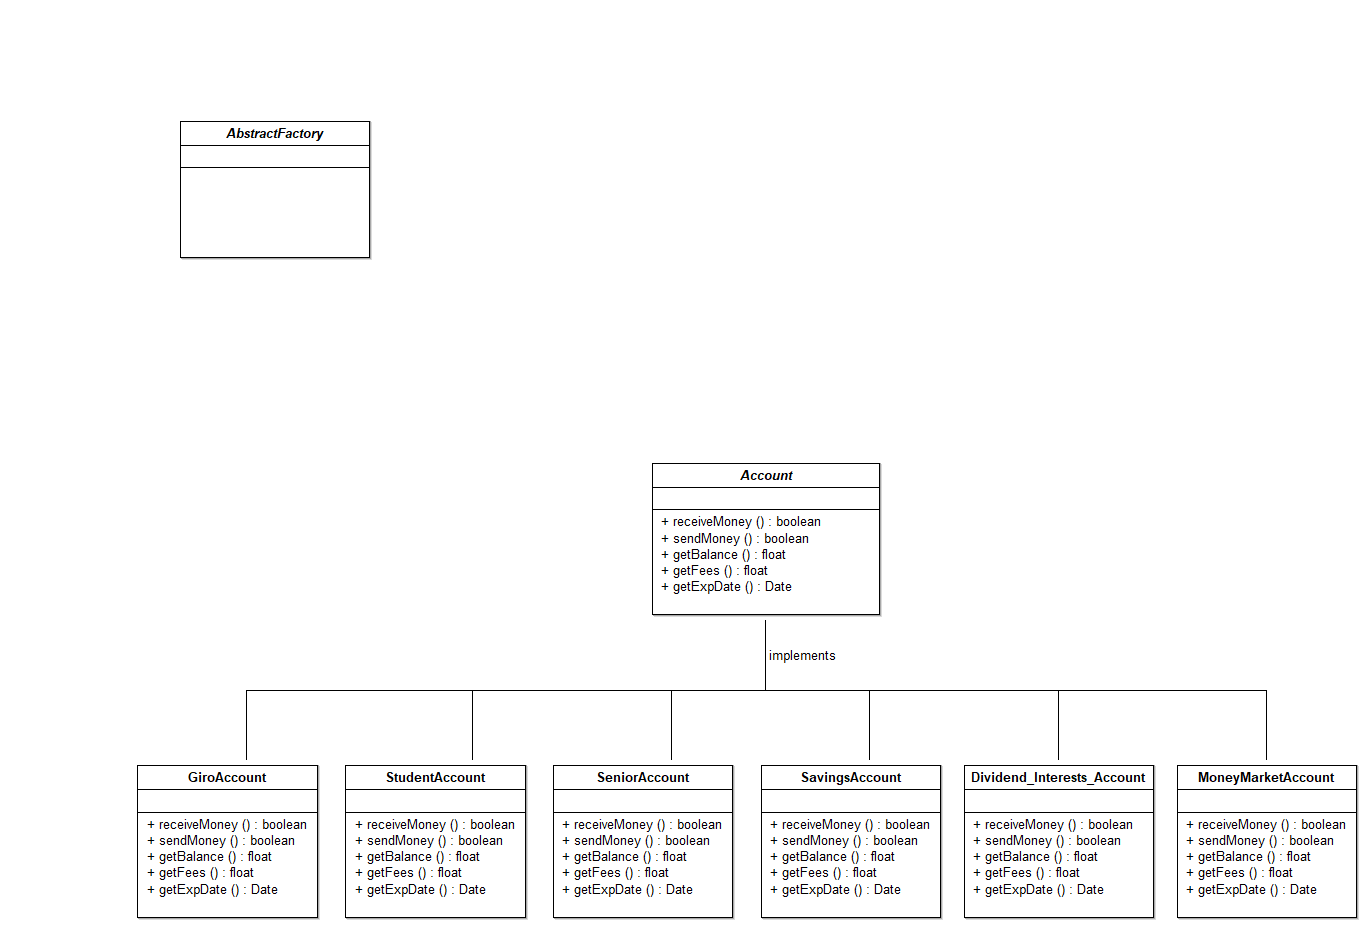 AbstractFactory
Account
+ receiveMoney () : boolean
+ sendMoney () : boolean
+ getBalance () : float
+ getFees () : float
+ getExpDate () : Date
implements
GiroAccount
+ receiveMoney () : boolean
+ sendMoney () : boolean
+ getBalance () : float
+ getFees () : float
+ getExpDate () : Date
StudentAccount
+ receiveMoney () : boolean
+ sendMoney () : boolean
+ getBalance () : float
+ getFees () : float
+ getExpDate () : Date
SeniorAccount
+ receiveMoney () : boolean
+ sendMoney () : boolean
+ getBalance () : float
+ getFees () : float
+ getExpDate () : Date
SavingsAccount
+ receiveMoney () : boolean
+ sendMoney () : boolean
+ getBalance () : float
+ getFees () : float
+ getExpDate () : Date
Dividend_Interests_Account
+ receiveMoney () : boolean
+ sendMoney () : boolean
+ getBalance () : float
+ getFees () : float
+ getExpDate () : Date
MoneyMarketAccount
+ receiveMoney () : boolean
+ sendMoney () : boolean
+ getBalance () : float
+ getFees () : float
+ getExpDate () : Date